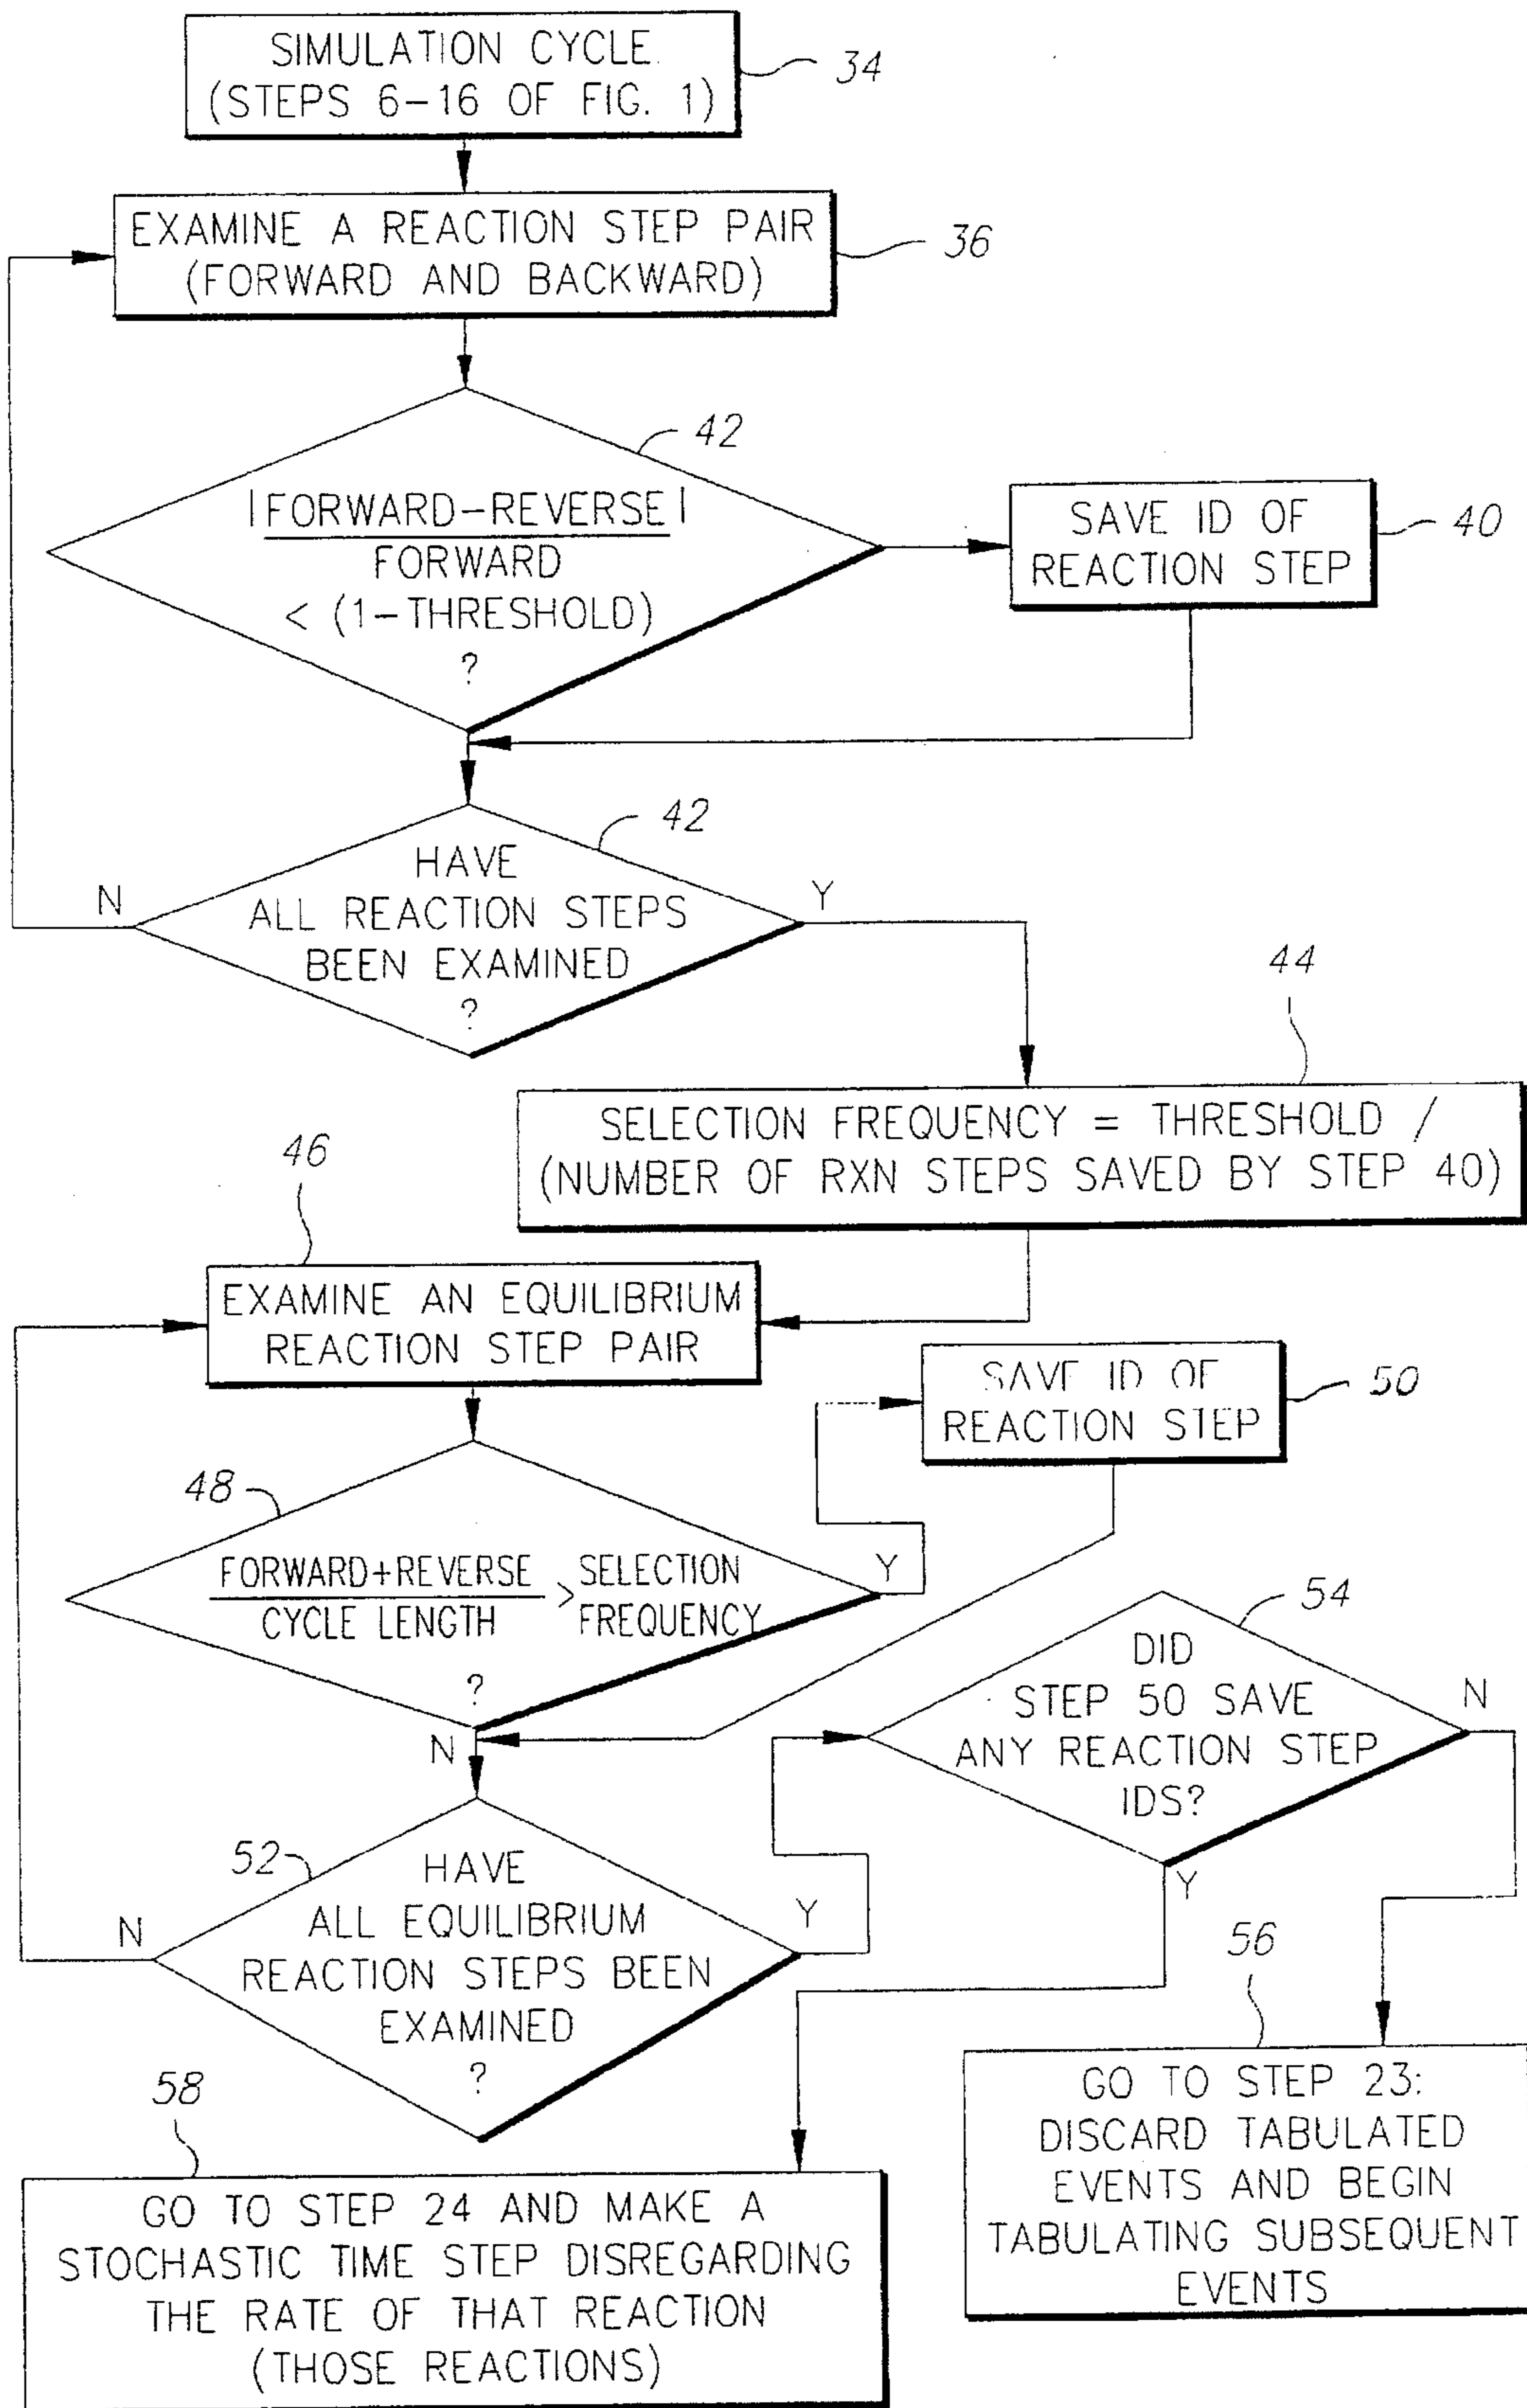 SIMULATION CYCLE
(STEPS 6-16 OF FIG. 1)
34
EXAMINE A REACTION STEP PAIR
(FORWARD AND BACKWARD)
36
42
|FORWARD-REVERSE|
FORWARD
< (1-THRESHOLD)
?
SAVE ID OF
REACTION STEP
40
42
HAVE
ALL REACTION STEPS
BEEN EXAMINED
?
N
Y
44
SELECTION FREQUENCY = THRESHOLD /
(NUMBER OF RXN STEPS SAVED BY STEP 40)
46
EXAMINE AN EQUILIBRIUM
REACTION STEP PAIR
SAVE ID OF
REACTION STEP
50
48
FORWARD+REVERSE
CYCLE LENGTH
>
SELECTION
FREQUENCY
?
Y
N
54
DID
STEP 50 SAVE
ANY REACTION STEP
IDS?
N
Y
52
HAVE
ALL EQUILIBRIUM
REACTION STEPS BEEN
EXAMINED
?
N
Y
56
GO TO STEP 23:
DISCARD TABULATED
EVENTS AND BEGIN
TABULATING SUBSEQUENT
EVENTS
58
GO TO STEP 24 AND MAKE A
STOCHASTIC TIME STEP DISREGARDING
THE RATE OF THAT REACTION
(THOSE REACTIONS)